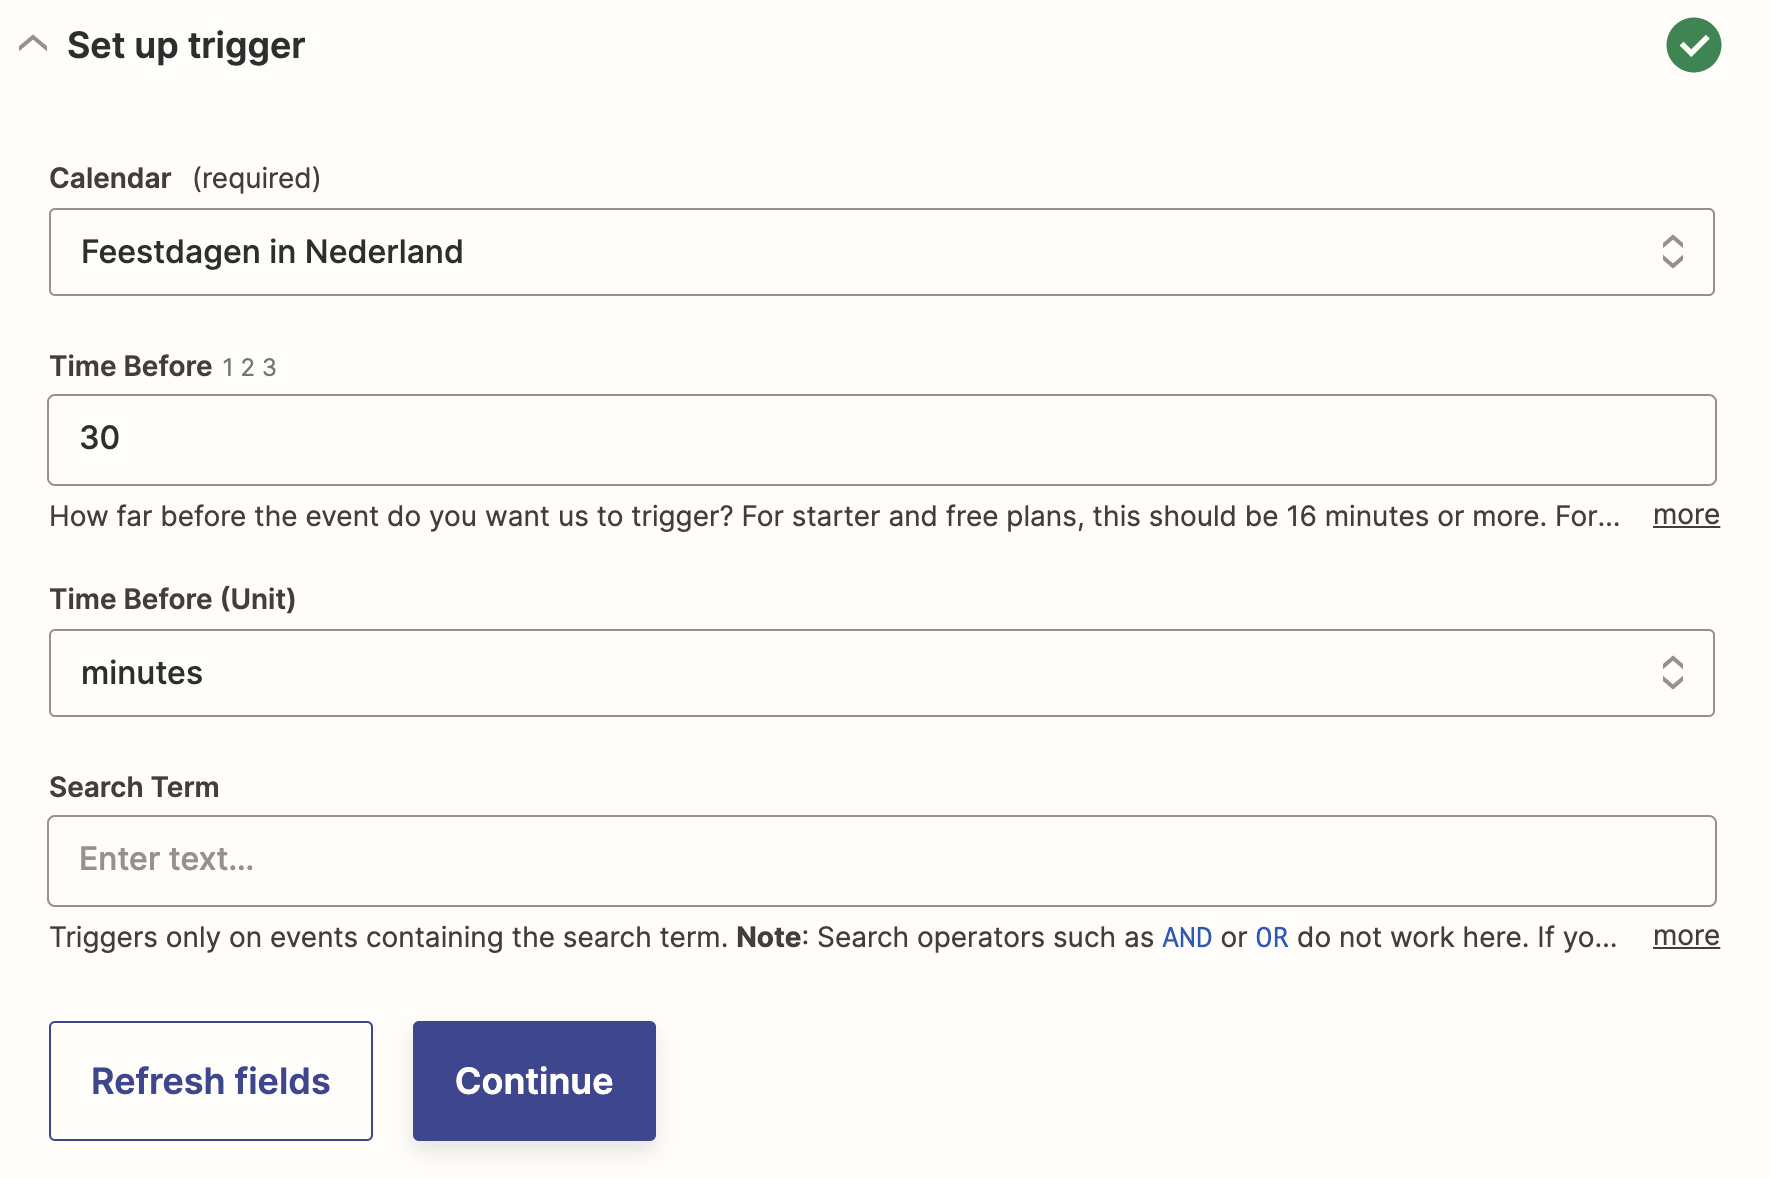 Set up trigger
Calendar (required)
Feestdagen in Nederland
Time Before 1 2 3
30
How far before the event do you want us to trigger? For starter and free plans, this should be 16 minutes or more. For... more
Time Before (Unit)
minutes
Search Term
Enter text...
Triggers only on events containing the search term. Note: Search operators such as AND or OR do not work here. If yo... more
Refresh fields Continue